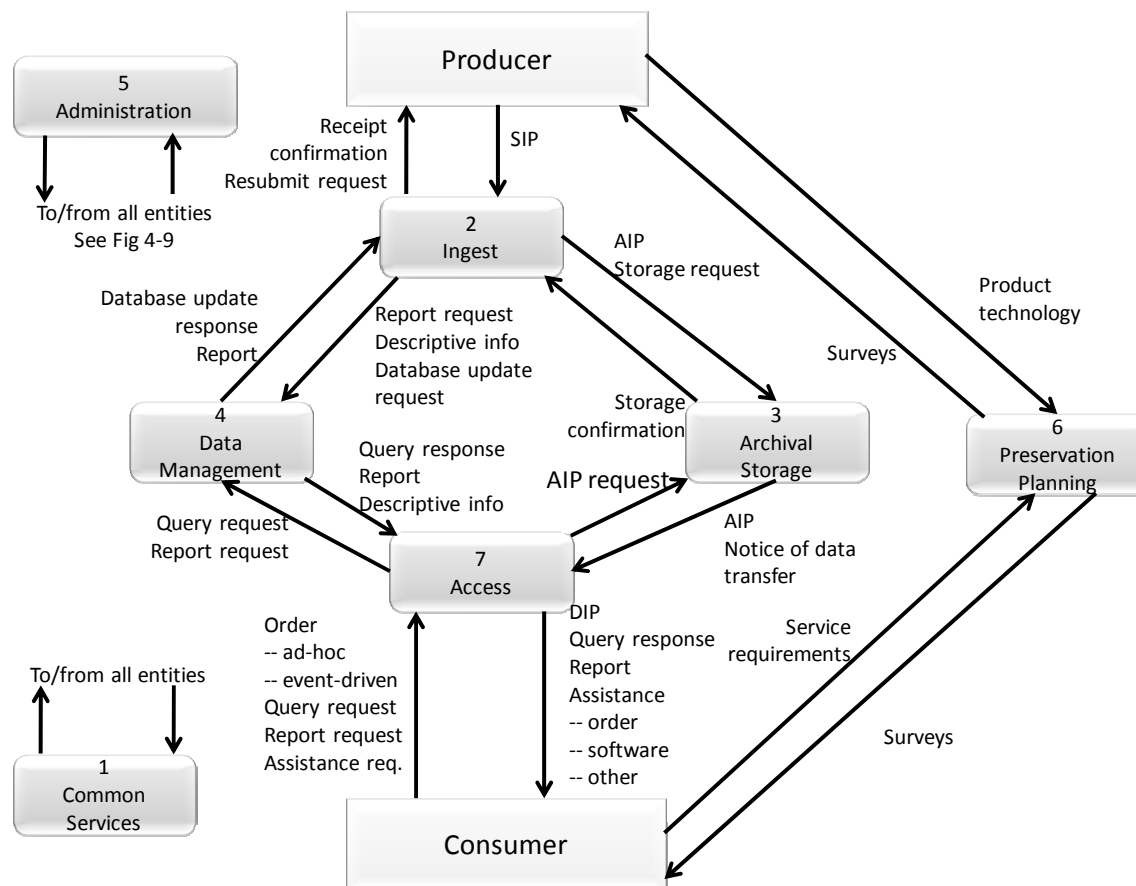 Producer
5
Administration
Receipt
confirmation
Resubmit request
SIP
To/from all entities
See Fig 4-9
2
Ingest
AIP
Storage request
Database update
response
Report
Report request
Descriptive info
Database update
request
Product
technology
Surveys
4
Data
Management
Storage
confirmation
3
Archival
Storage
6
Preservation
Planning
Query response
Report
Descriptive info
AIP request
Query request
Report request
AIP
Notice of data
transfer
7
Access
Order
-- ad-hoc
-- event-driven
Query request
Report request
Assistance req.
DIP
Query response
Report
Assistance
-- order
-- software
-- other
Service
requirements
To/from all entities
Surveys
1
Common
Services
Consumer